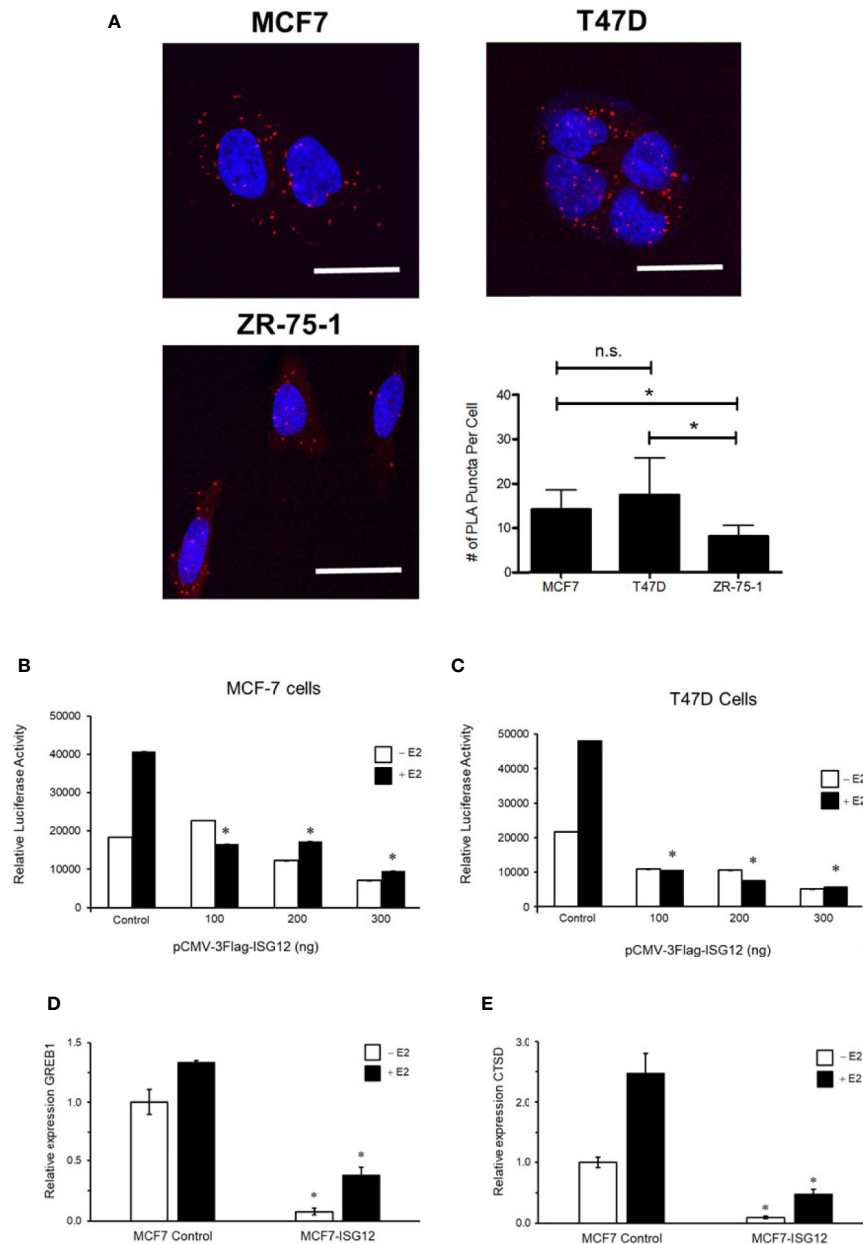 A
MCF7
T47D
ZR-75-1
n.s.
*
*
# of PLA Puncta Per Cell
40
30
20
10
0
MCF7
T47D
ZR-75-1
B
MCF-7 cells
Relative Luciferase Activity
50000
40000
30000
20000
10000
0
– E2
+ E2
*
*
*
Control
100
200
300
pCMV-3Flag-ISG12 (ng)
C
T47D Cells
Relative Luciferase Activity
50000
40000
30000
20000
10000
0
– E2
+ E2
*
*
*
Control
100
200
300
pCMV-3Flag-ISG12 (ng)
D
Relative expression GREB1
1.5
1.0
0.5
0.0
– E2
+ E2
*
*
MCF7 Control
MCF7-ISG12
E
Relative expression CTSD
3.0
2.0
1.0
0.0
– E2
+ E2
*
*
MCF7 Control
MCF7-ISG12